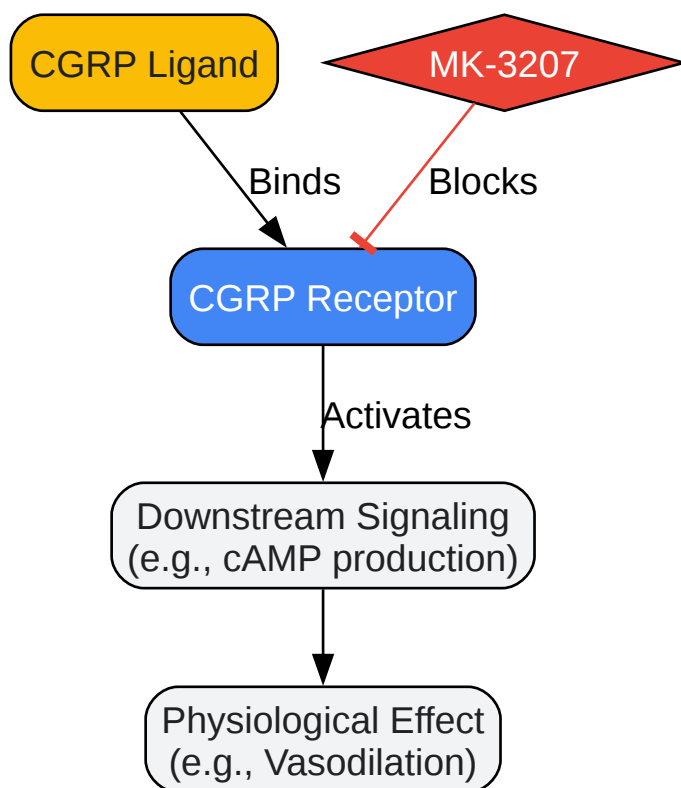 CGRP Ligand
MK-3207
Binds
Blocks
CGRP Receptor
Activates
Downstream Signaling
(e.g., cAMP production)
Physiological Effect
(e.g., Vasodilation)